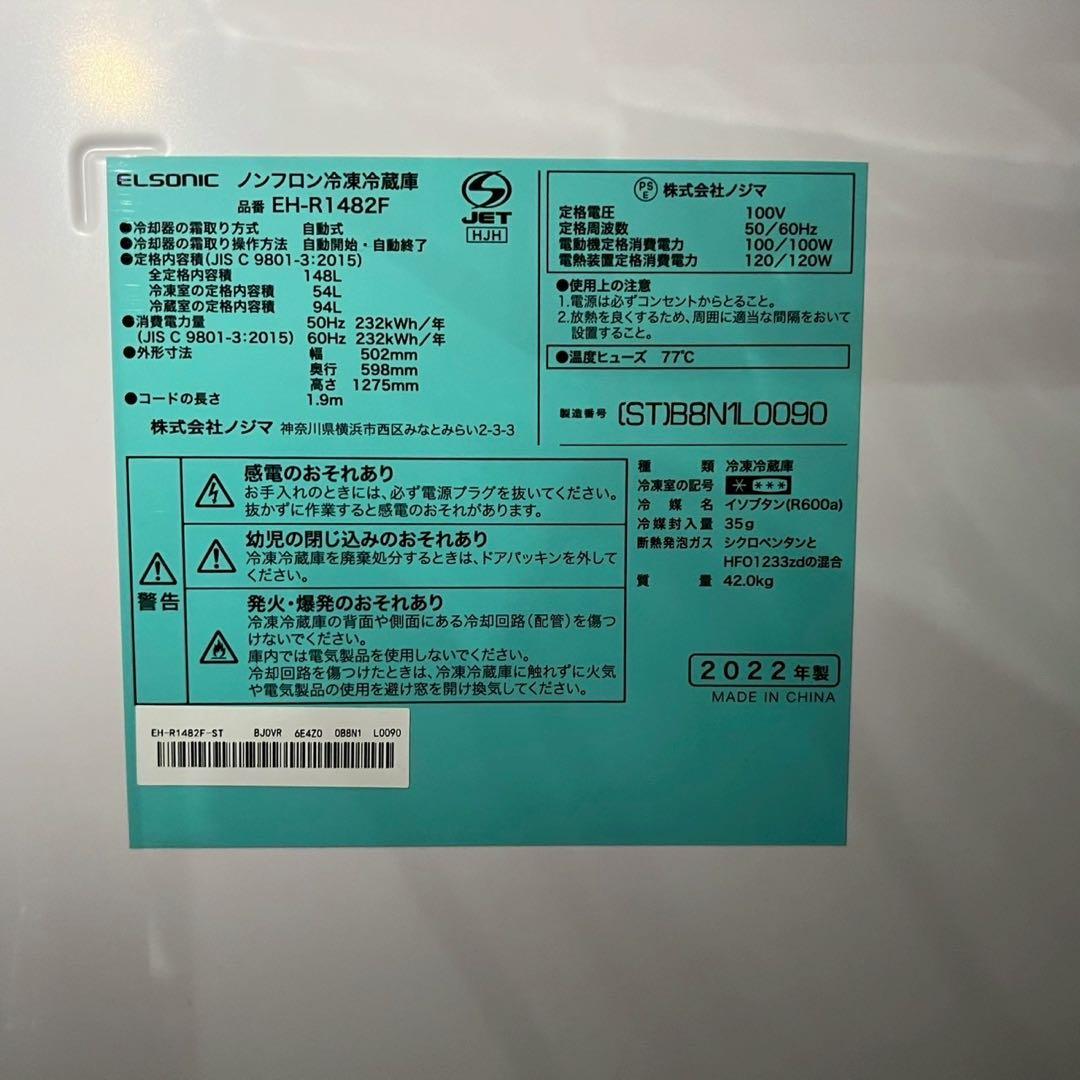 ELSONIC ノンフロン冷凍冷蔵庫
品番 EH-R1482F
JET
HJH
●冷却器の霜取り方式 自動式
●冷却器の霜取り操作方法 自動開始・自動終了
●定格内容積(JIS C 9801-3:2015)
全定格内容積 148L
冷凍室の定格内容積 54L
冷蔵室の定格内容積 94L
●消費電力量 50Hz 232kWh/年
(JIS C 9801-3:2015) 60Hz 232kWh/年
●外形寸法 幅 502mm
奥行 598mm
高さ 1275mm
●コードの長さ 1.9m
株式会社ノジマ 神奈川県横浜市西区みなとみらい2-3-3
PSE 株式会社ノジマ
定格電圧 100V
定格周波数 50/60Hz
電動機定格消費電力 100/100W
電熱装置定格消費電力 120/120W
●使用上の注意
1.電源は必ずコンセントからとること。
2.放熱を良くするため、周囲に適当な間隔をおいて
設置すること。
●温度ヒューズ 77℃
製造番号 (ST)B8N1L0090
警告
感電のおそれあり
お手入れのときには、必ず電源プラグを抜いてください。
抜かずに作業すると感電のおそれがあります。
幼児の閉じ込みのおそれあり
冷凍冷蔵庫を廃棄処分するときは、ドアパッキンを外して
ください。
発火・爆発のおそれあり
冷凍冷蔵庫の背面や側面にある冷却回路(配管)を傷つ
けないでください。
庫内では電気製品を使用しないでください。
冷却回路を傷つけたときは、冷凍冷蔵庫に触れずに火気
や電気製品の使用を避け窓を開け換気してください。
種類 冷凍冷蔵庫
冷凍室の記号 * ***
冷媒名 イソブタン(R600a)
冷媒封入量 35g
断熱発泡ガス シクロペンタンと
HFO1233zdの混合
質量 42.0kg
2022年製
MADE IN CHINA
EH-R1482F-ST BJ0VR 6E4Z0 0B8N1 L0090